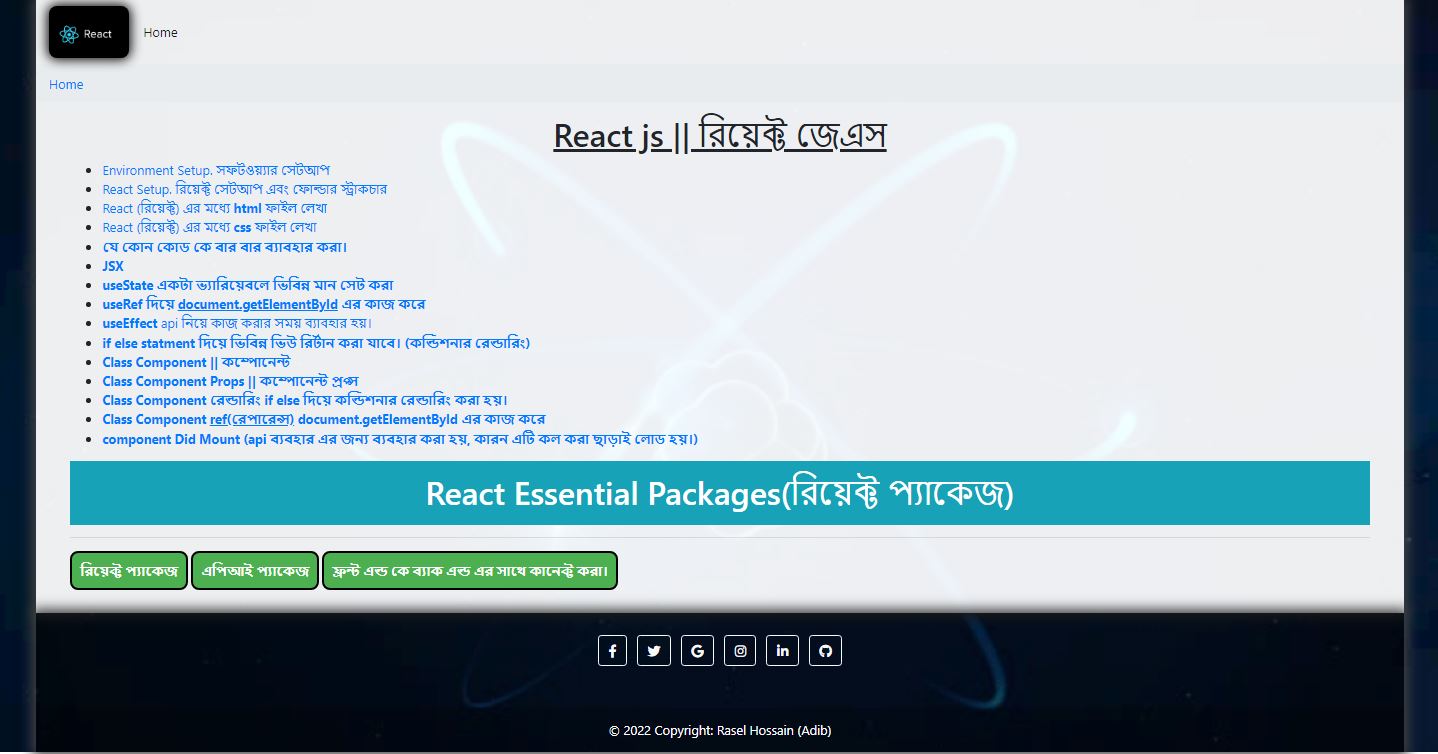 React
Home
Home
React js || রিয়েক্ট জেএস
Environment Setup. সফটওয়্যার সেটআপ
React Setup. রিয়েক্ট সেটআপ এবং ফোল্ডার স্ট্রাকচার
React (রিয়েক্ট) এর মধ্যে html ফাইল লেখা
React (রিয়েক্ট) এর মধ্যে css ফাইল লেখা
যে কোন কোড কে বার বার ব্যাবহার করা।
JSX
useState একটা ভ্যারিয়েবলে ভিবিন্ন মান সেট করা
useRef দিয়ে document.getElementById এর কাজ করে
useEffect api নিয়ে কাজ করার সময় ব্যাবহার হয়।
if else statment দিয়ে ভিবিন্ন ভিউ রির্টান করা যাবে। (কন্ডিশনার রেন্ডারিং)
Class Component || কম্পোনেন্ট
Class Component Props || কম্পোনেন্ট প্রপ্স
Class Component রেন্ডারিং if else দিয়ে কন্ডিশনার রেন্ডারিং করা হয়।
Class Component ref(রেপারেন্স) document.getElementById এর কাজ করে
component Did Mount (api ব্যবহার এর জন্য ব্যবহার করা হয়, কারন এটি কল করা ছাড়াই লোড হয়।)
React Essential Packages(রিয়েক্ট প্যাকেজ)
রিয়েক্ট প্যাকেজ এপিআই প্যাকেজ ফ্রন্ট এন্ড কে ব্যাক এন্ড এর সাথে কানেক্ট করা।
© 2022 Copyright: Rasel Hossain (Adib)